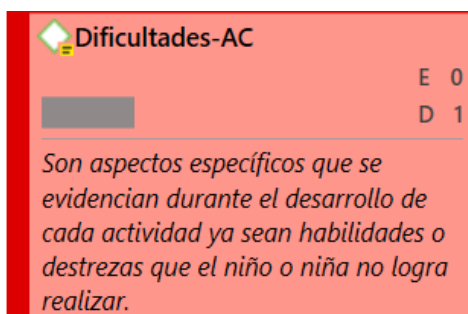 Dificultades-AC
E 0
D 1
Son aspectos específicos que se
evidencian durante el desarrollo de
cada actividad ya sean habilidades o
destrezas que el niño o niña no logra
realizar.